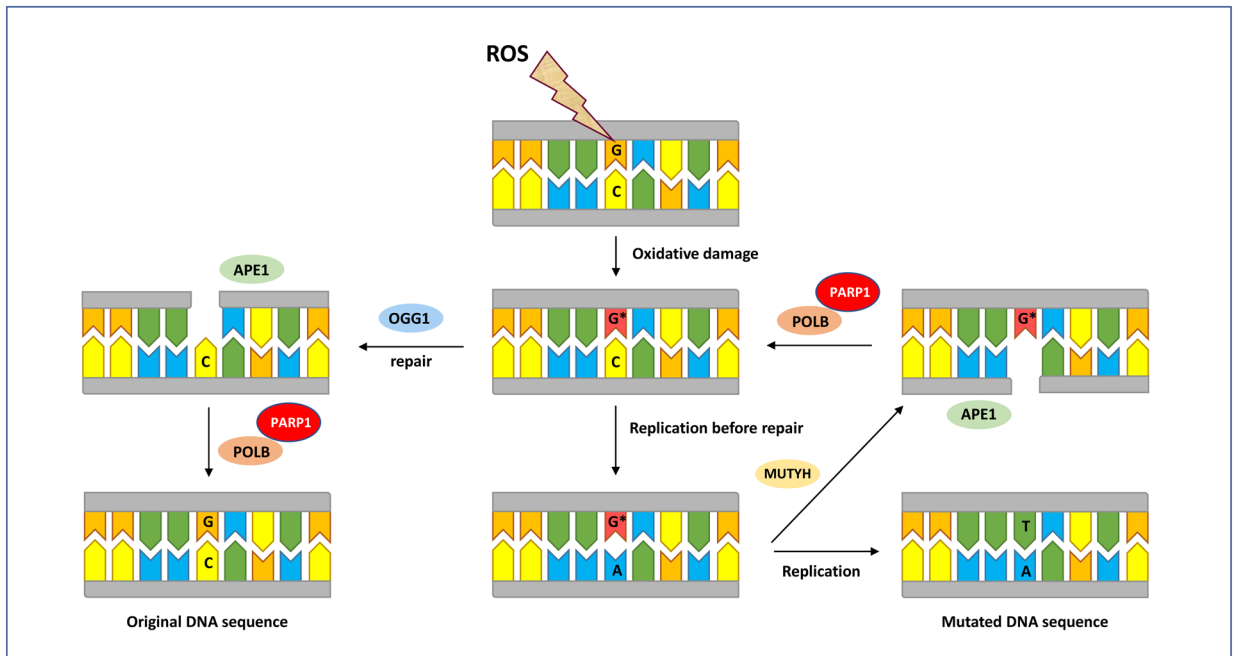 ROS
G
C
Oxidative damage
APE1
OGG1
repair
C
G*
C
PARP1
POLB
G*
APE1
PARP1
POLB
Replication before repair
MUTYH
G
C
G*
A
Replication
T
A
Original DNA sequence
Mutated DNA sequence